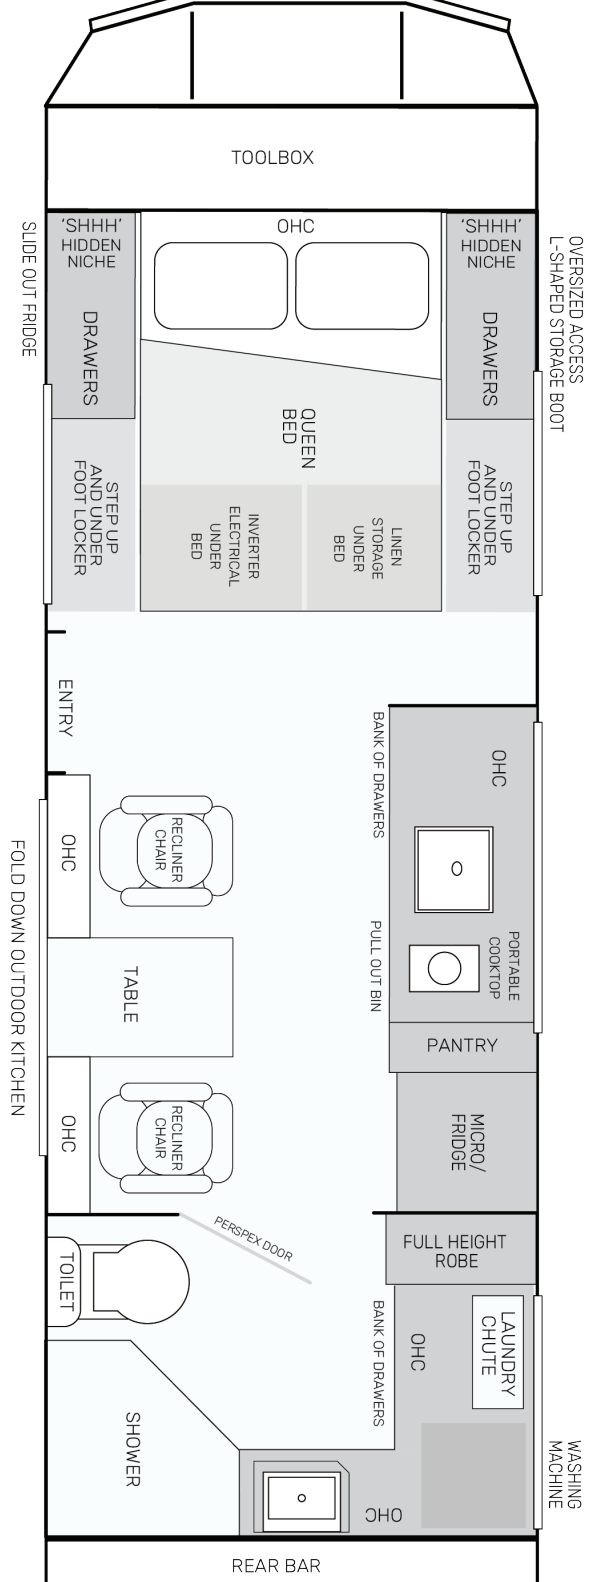 TOOLBOX
SLIDE OUT FRIDGE
'SHHH'
HIDDEN
NICHE
DRAWERS
OHC
'SHHH'
HIDDEN
NICHE
DRAWERS
OVERSIZED ACCESS
L-SHAPED STORAGE BOOT
QUEEN
BED
STEP UP
AND UNDER
FOOT LOCKER
INVERTER
ELECTRICAL
UNDER
BED
LINEN
STORAGE
UNDER
BED
STEP UP
AND UNDER
FOOT LOCKER
ENTRY
BANK OF DRAWERS
OHC
OHC
RECLINER
CHAIR
FOLD DOWN OUTDOOR KITCHEN
TABLE
PULL OUT BIN
PORTABLE
COOKTOP
PANTRY
OHC
RECLINER
CHAIR
MICRO/
FRIDGE
PERSPEX DOOR
FULL HEIGHT
ROBE
TOILET
BANK OF DRAWERS
OHC
LAUNDRY
CHUTE
SHOWER
WASHING
MACHINE
OHC
REAR BAR